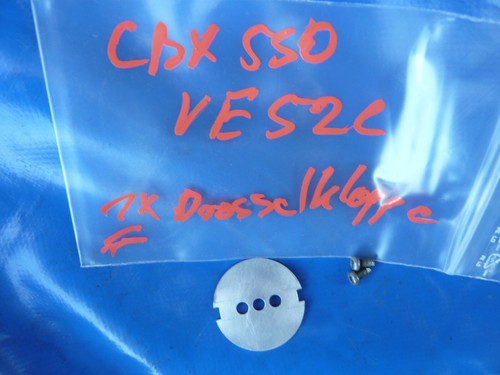 CBX 550
VE52C
1X Drosselklappe
F